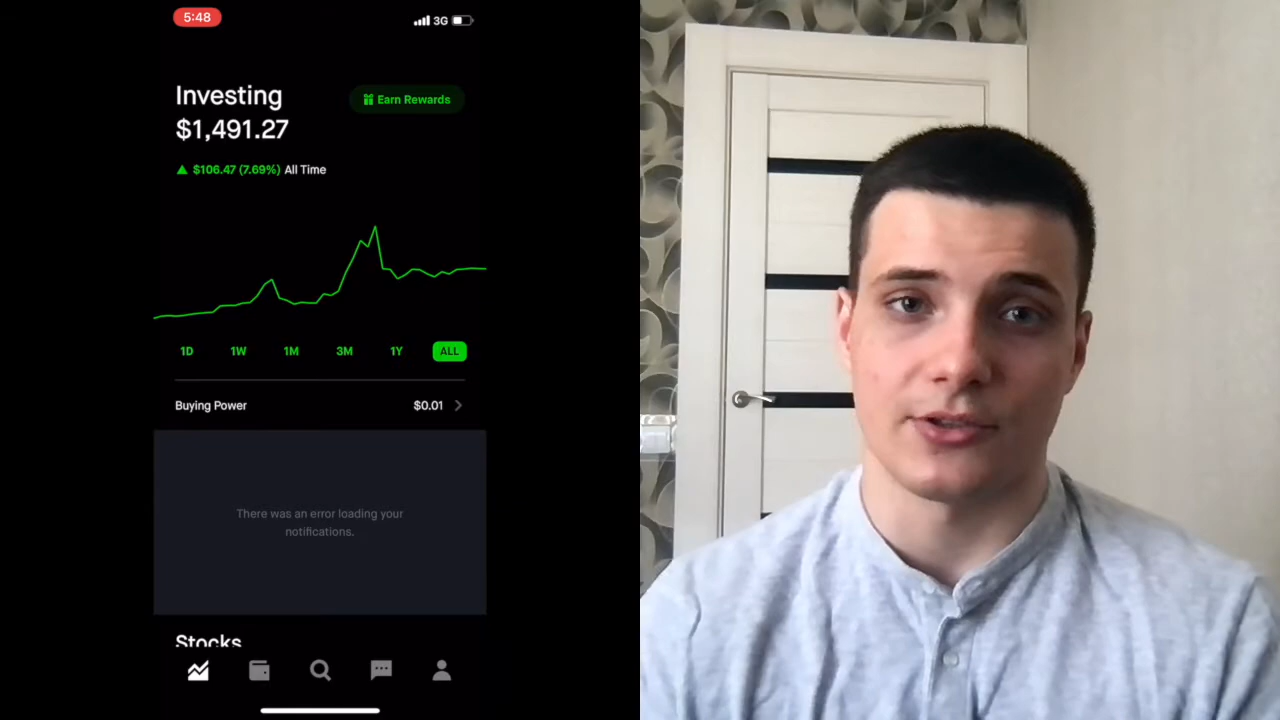 5:48
3G
Investing
$1,491.27
Earn Rewards
$106.47 (7.69%) All Time
1D 1W 1M 3M 1Y ALL
Buying Power $0.01
There was an error loading your
notifications.
Stocks